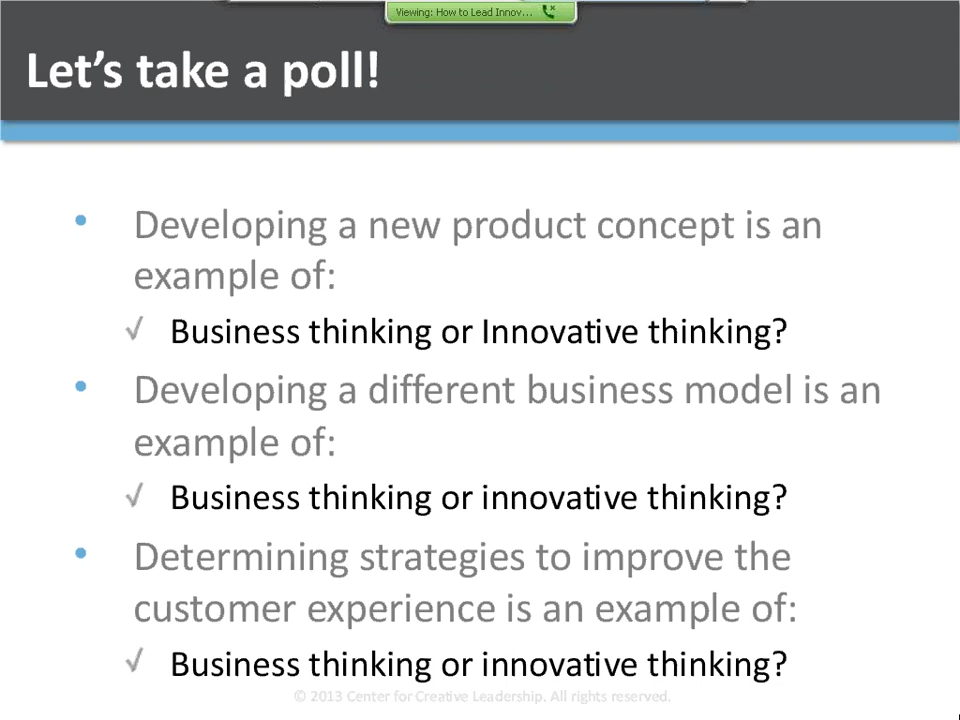 Viewing: How to Lead Innov...
Let’s take a poll!
• Developing a new product concept is an
example of:
√ Business thinking or Innovative thinking?
• Developing a different business model is an
example of:
√ Business thinking or innovative thinking?
• Determining strategies to improve the
customer experience is an example of:
√ Business thinking or innovative thinking?
© 2013 Center for Creative Leadership. All rights reserved.